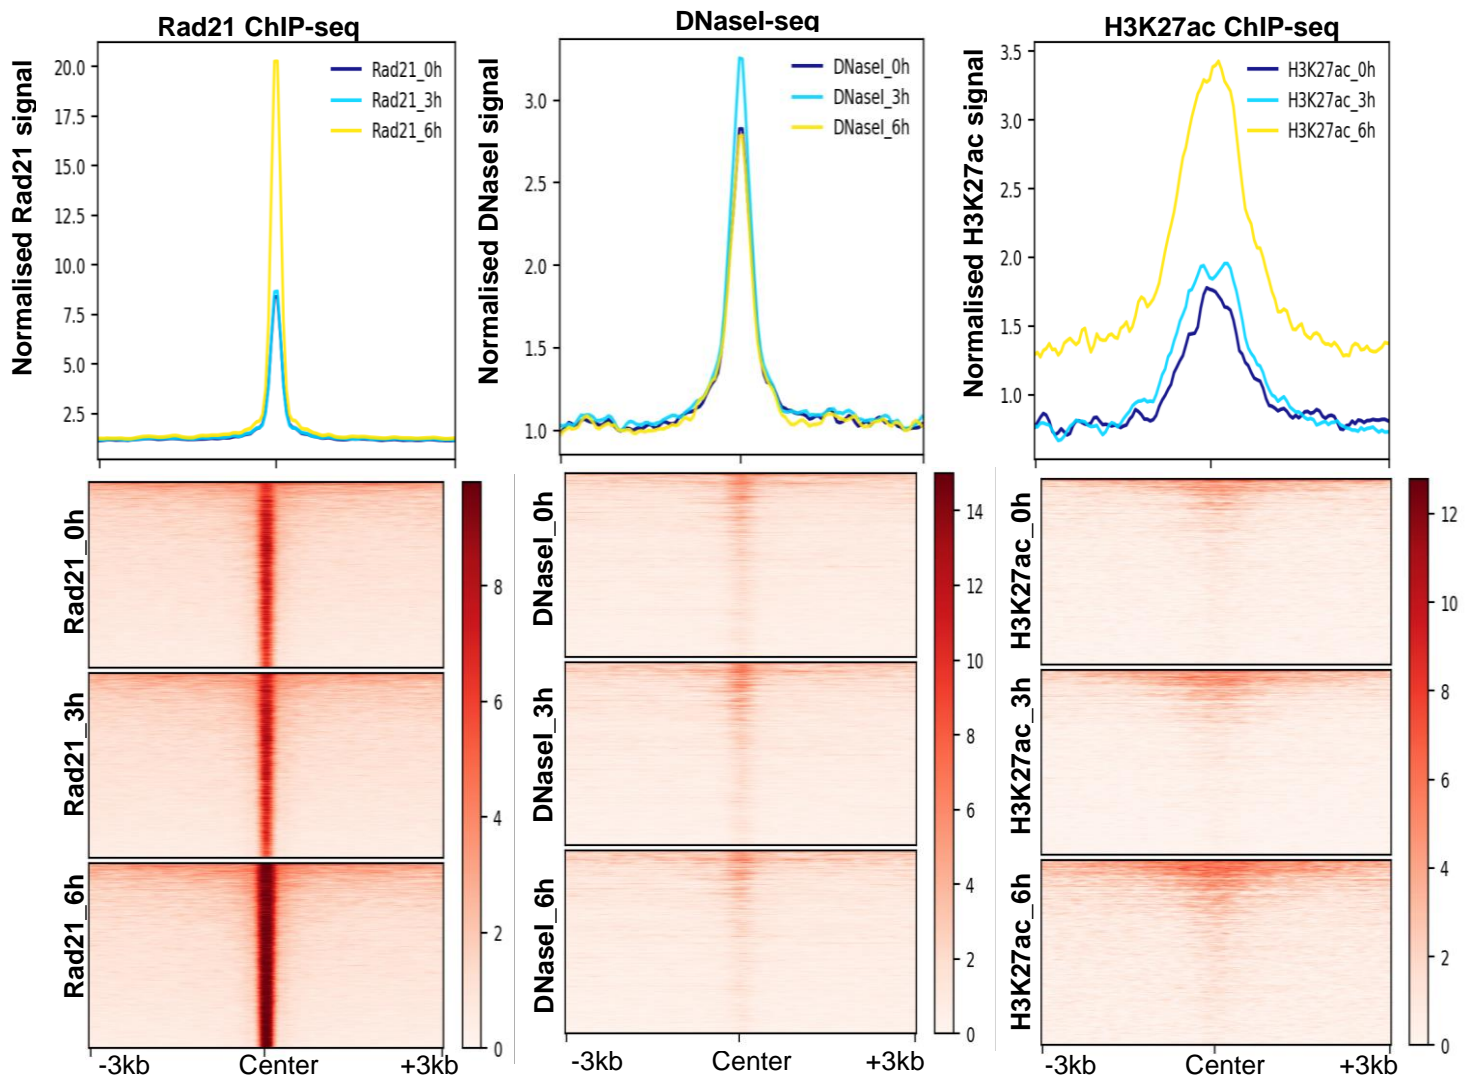 Rad21 ChIP-seq
Normalised Rad21 signal
20.0
17.5
15.0
12.5
10.0
7.5
5.0
2.5
Rad21_0h
Rad21_3h
Rad21_6h
Rad21_0h
Rad21_3h
Rad21_6h
8
6
4
2
0
-3kb Center +3kb
DNaseI-seq
Normalised DNaseI signal
3.0
2.5
2.0
1.5
1.0
DNaseI_0h
DNaseI_3h
DNaseI_6h
DNaseI_0h
DNaseI_3h
DNaseI_6h
14
12
10
8
6
4
2
0
-3kb Center +3kb
H3K27ac ChIP-seq
Normalised H3K27ac signal
3.5
3.0
2.5
2.0
1.5
1.0
H3K27ac_0h
H3K27ac_3h
H3K27ac_6h
H3K27ac_0h
H3K27ac_3h
H3K27ac_6h
12
10
8
6
4
2
0
-3kb Center +3kb